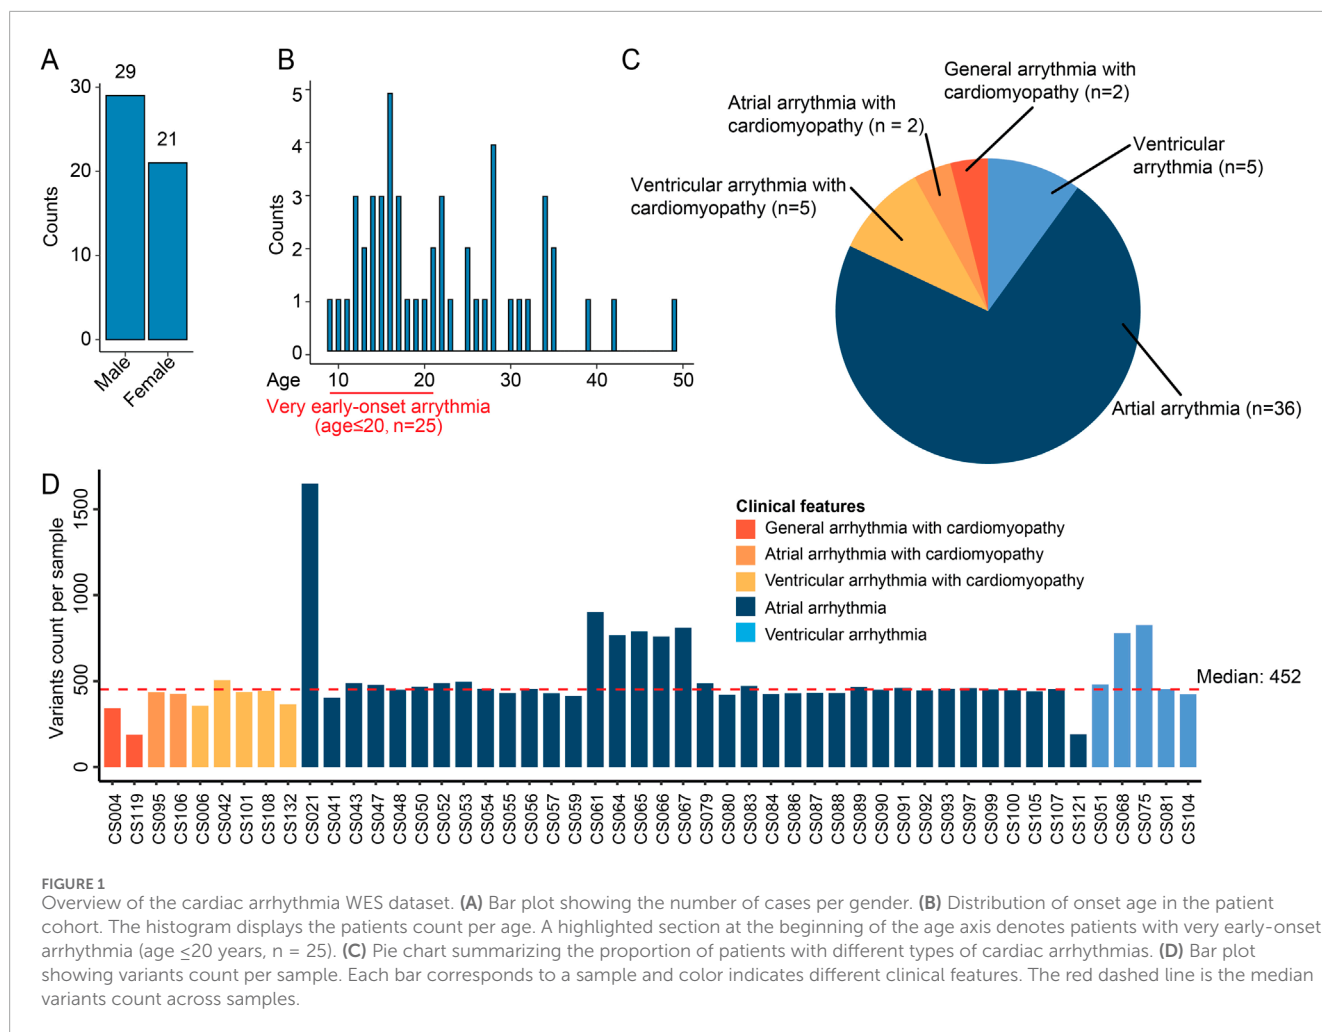 A
29
21
30
20
10
0
Counts
Male
Female
B
5
4
3
2
1
0
Counts
Age
10
20
30
40
50
Very early-onset arrythmia
(age≤20, n=25)
C
General arrythmia with
cardiomyopathy (n=2)
Atrial arrythmia with
cardiomyopathy (n = 2)
Ventricular
arrythmia (n=5)
Ventricular arrythmia with
cardiomyopathy (n=5)
Artial arrythmia (n=36)
D
1500
1000
500
0
Variants count per sample
Clinical features
General arrhythmia with cardiomyopathy
Atrial arrhythmia with cardiomyopathy
Ventricular arrhythmia with cardiomyopathy
Atrial arrhythmia
Ventricular arrhythmia
Median: 452
CS004
CS119
CS095
CS106
CS006
CS042
CS101
CS108
CS132
CS021
CS041
CS043
CS047
CS048
CS050
CS052
CS053
CS054
CS055
CS056
CS057
CS059
CS061
CS064
CS065
CS066
CS067
CS079
CS080
CS083
CS084
CS086
CS087
CS088
CS089
CS090
CS091
CS092
CS093
CS097
CS099
CS100
CS105
CS107
CS121
CS051
CS068
CS075
CS081
CS104
FIGURE 1
Overview of the cardiac arrhythmia WES dataset. (A) Bar plot showing the number of cases per gender. (B) Distribution of onset age in the patient
cohort. The histogram displays the patients count per age. A highlighted section at the beginning of the age axis denotes patients with very early-onset
arrhythmia (age ≤20 years, n = 25). (C) Pie chart summarizing the proportion of patients with different types of cardiac arrhythmias. (D) Bar plot
showing variants count per sample. Each bar corresponds to a sample and color indicates different clinical features. The red dashed line is the median
variants count across samples.